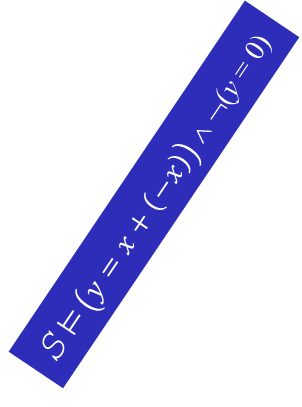 S ⊨ (y = x + (−x)) ∧ ¬(y = 0)